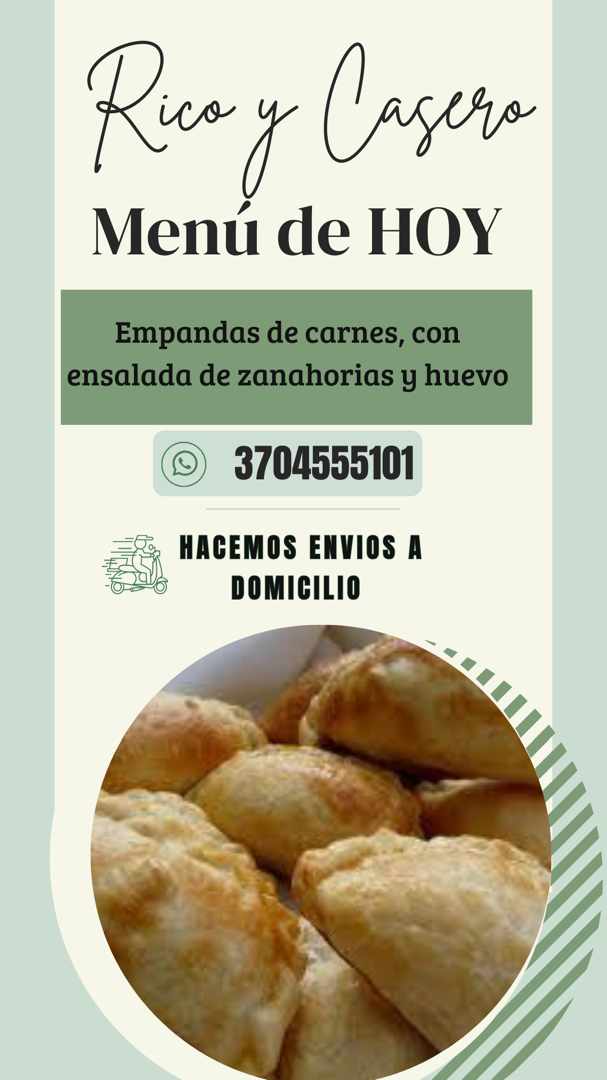 Rico y Casero
Menú de HOY
Empandas de carnes, con
ensalada de zanahorias y huevo
3704555101
HACEMOS ENVIOS A
DOMICILIO